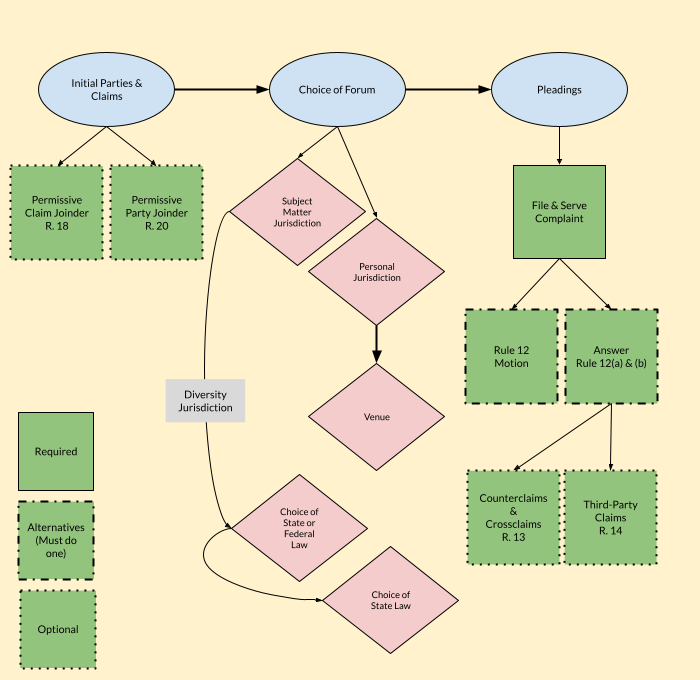 Initial Parties &
Claims
Choice of Forum
Pleadings
Permissive
Claim Joinder
R. 18
Permissive
Party Joinder
R. 20
Subject
Matter
Jurisdiction
Personal
Jurisdiction
File & Serve
Complaint
Rule 12
Motion
Answer
Rule 12(a) & (b)
Diversity
Jurisdiction
Venue
Required
Alternatives
(Must do
one)
Optional
Choice of
State or
Federal
Law
Choice of
State Law
Counterclaims
&
Crossclaims
R. 13
Third-Party
Claims
R. 14